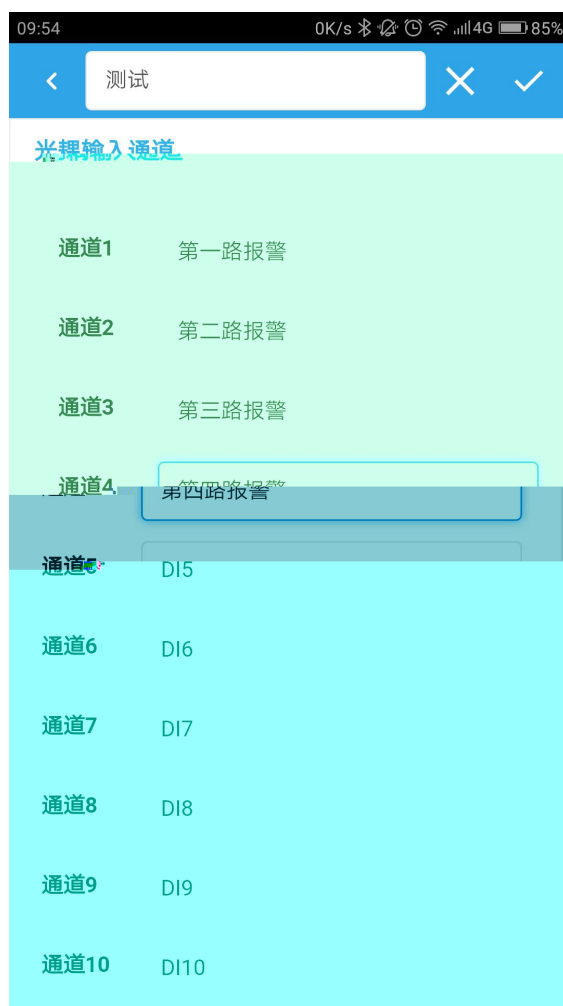 09:54 0K/s 4G 85%
测试
光耦输入通道
通道1 第一路报警
通道2 第二路报警
通道3 第三路报警
通道4 第四路报警
通道5 DI5
通道6 DI6
通道7 DI7
通道8 DI8
通道9 DI9
通道10 DI10